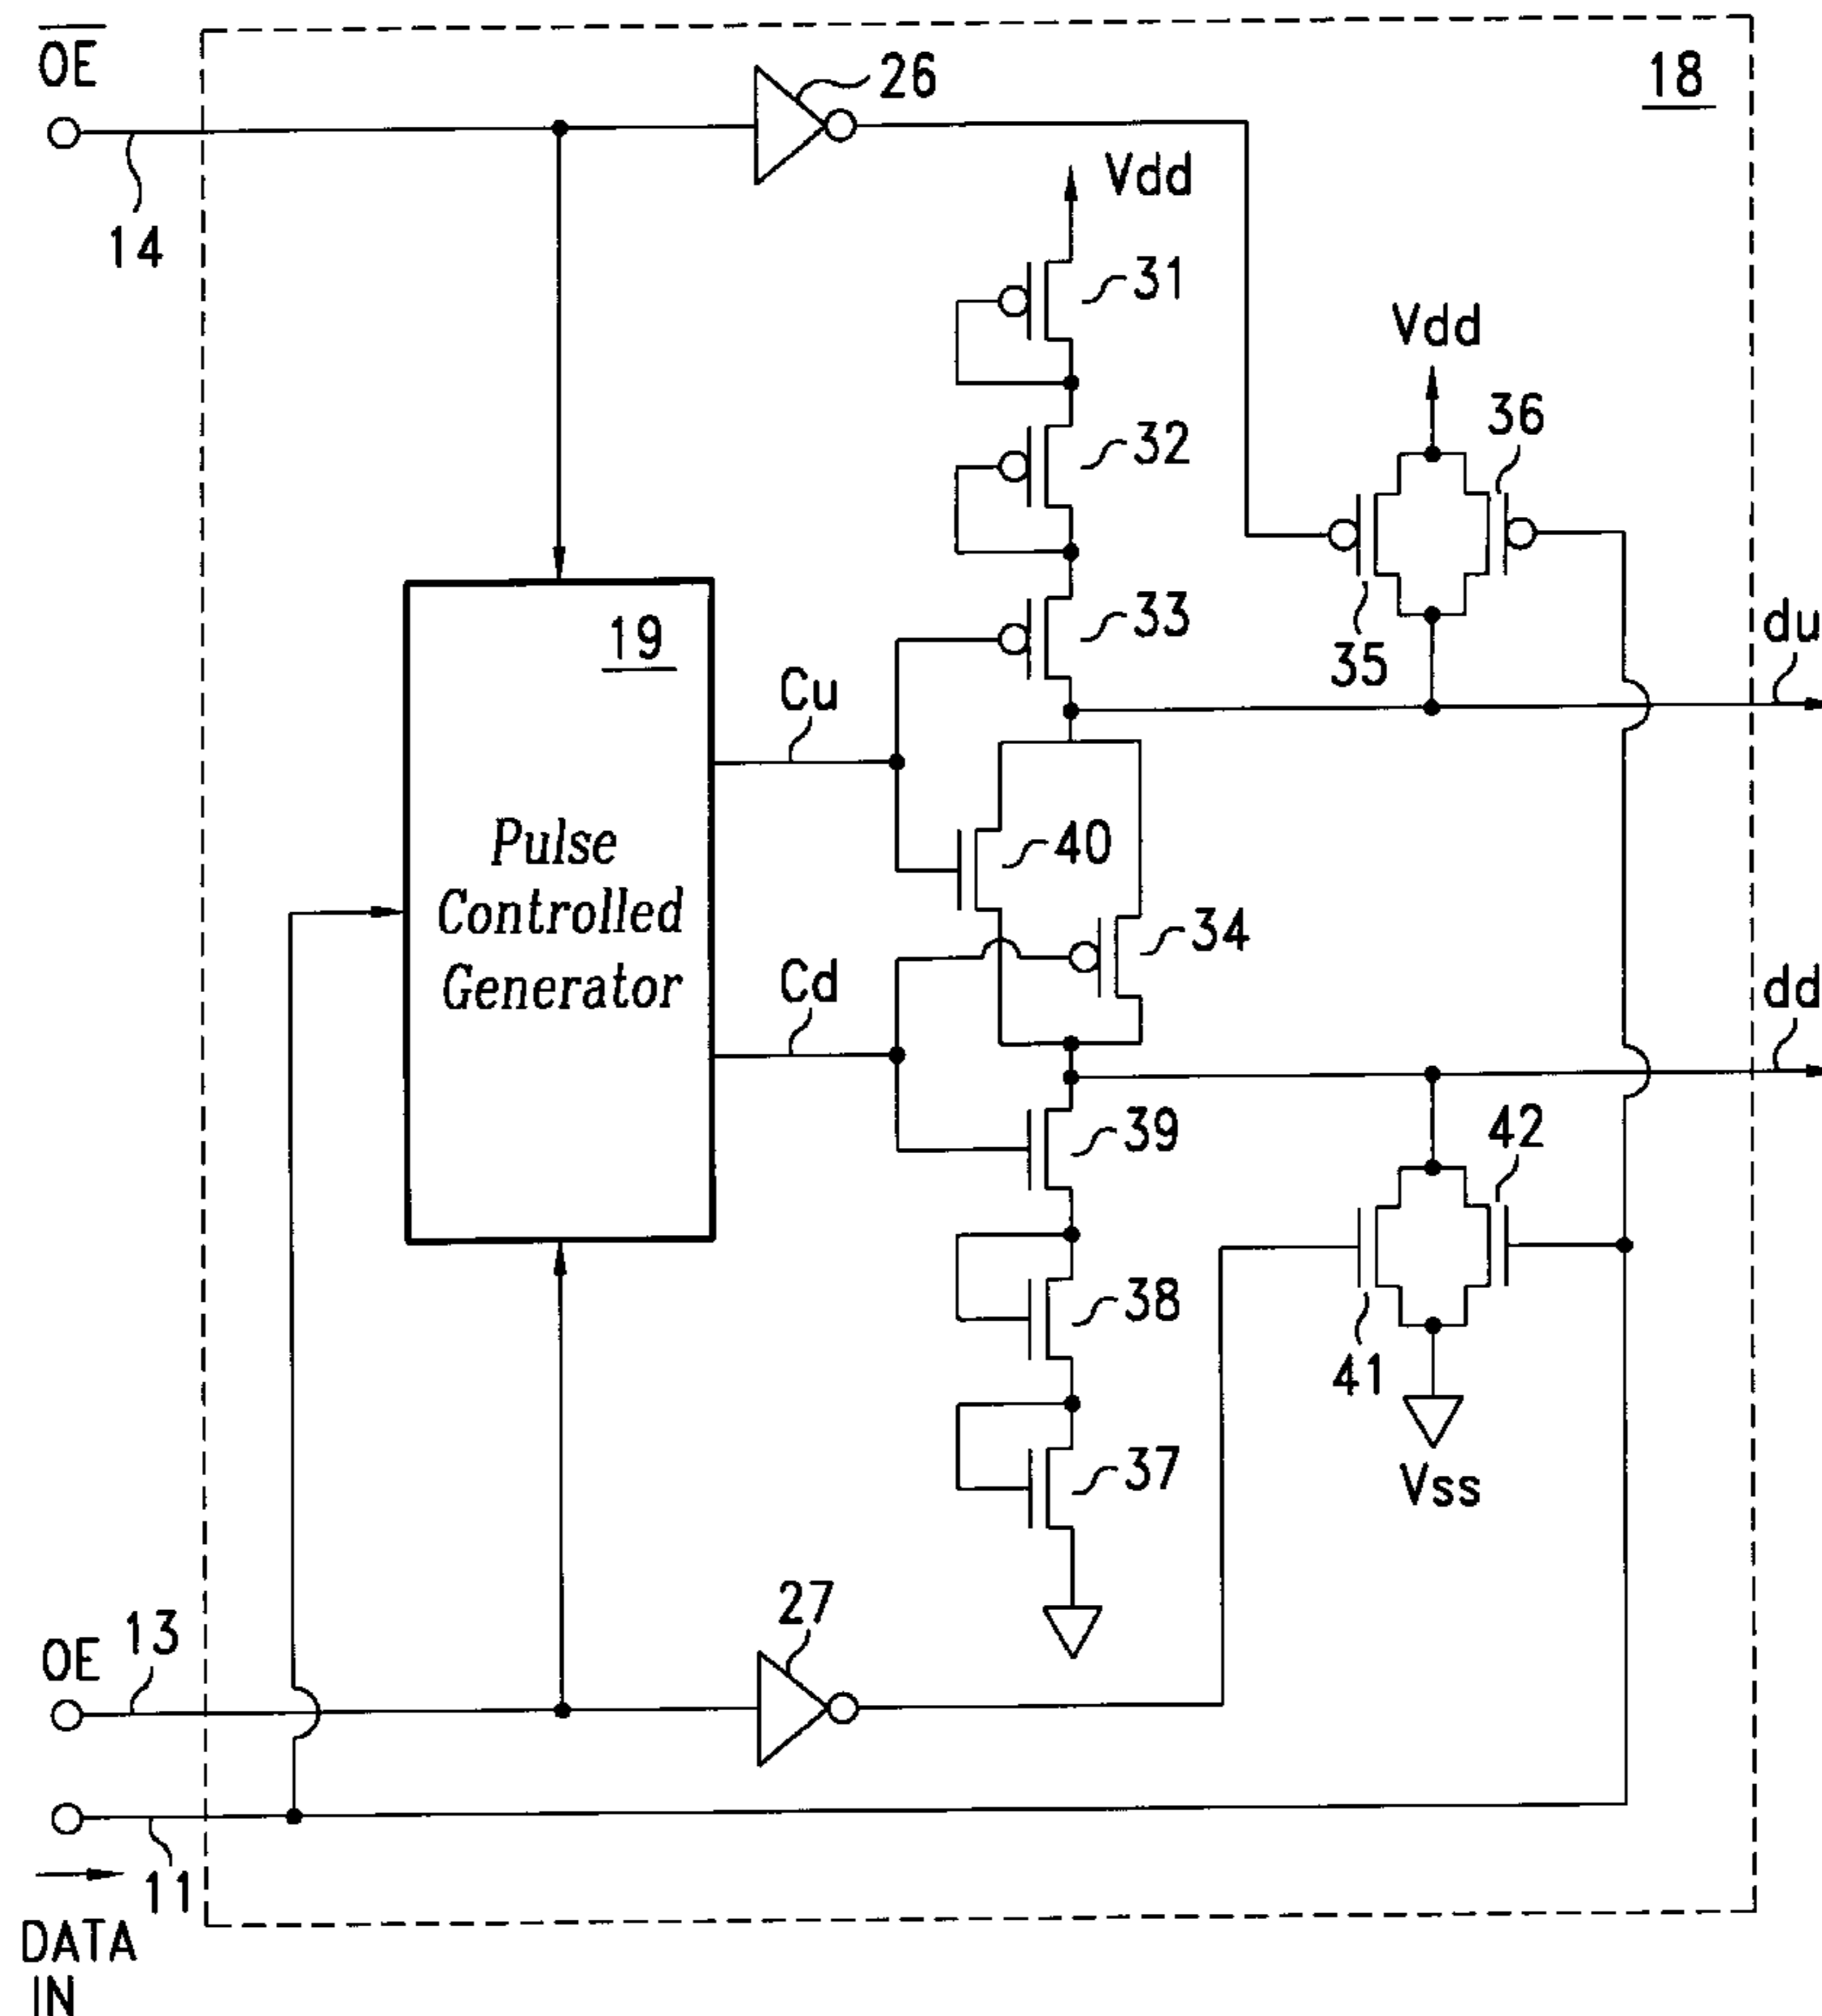 OE
26
18
14
Vdd
31
Vdd
36
32
33
35
du
19
Cu
Pulse
Controlled
Generator
40
34
Cd
dd
39
42
38
41
Vss
37
27
OE
13
11
DATA
IN